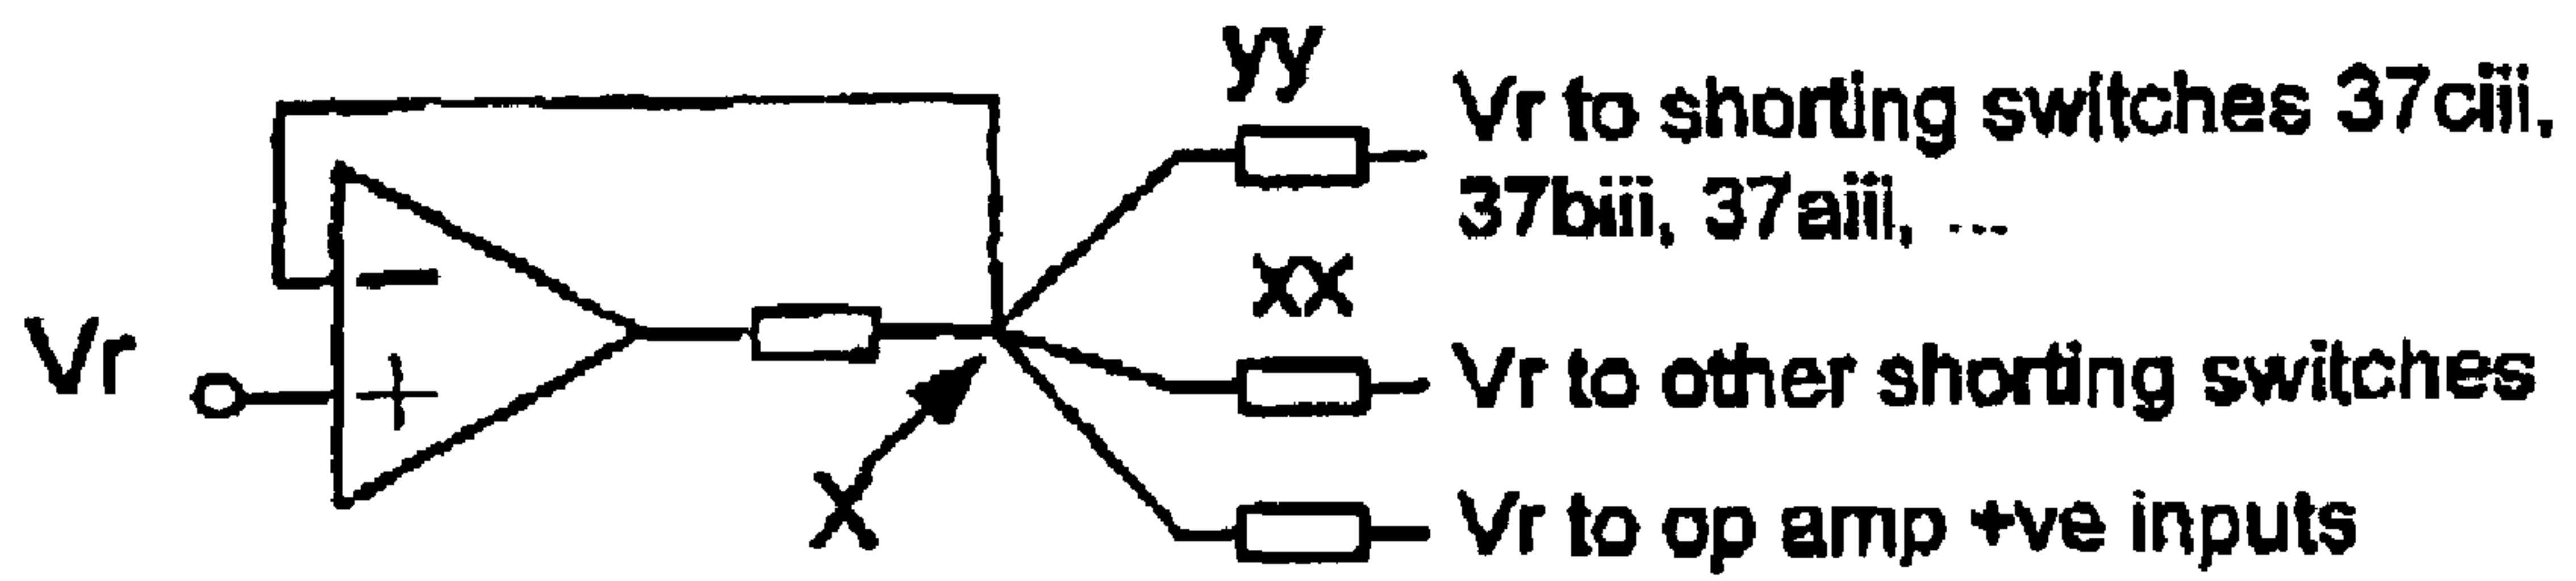 yy
Vr to shorting switches 37ciii,
37biii, 37aiii, ...
xx
Vr
−
+
Vr to other shorting switches
X
Vr to op amp +ve inputs